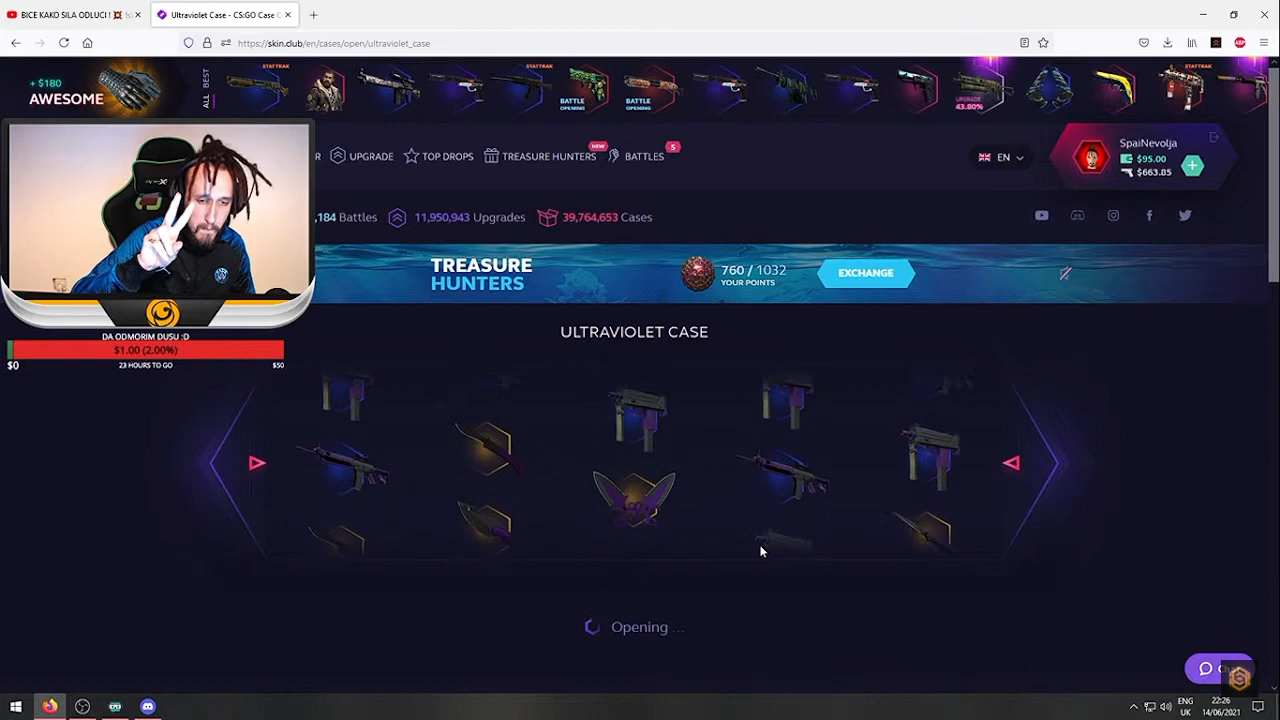 BICE KAKO SILA ODLUCI !
Ultraviolet Case - CS:GO Case
https://skin.club/en/cases/open/ultraviolet_case
ABP
+ $180
AWESOME
ALL BEST
STATTRAK
STATTRAK
BATTLE
OPENING
BATTLE
OPENING
UPGRADE
43.80%
STATTRAK
R UPGRADE TOP DROPS TREASURE HUNTERS NEW BATTLES 5
EN
SpaiNevolja
$95.00
$663.85
,184 Battles 11,950,943 Upgrades 39,764,653 Cases
TREASURE
HUNTERS
760 / 1032
YOUR POINTS
EXCHANGE
ULTRAVIOLET CASE
DA ODMORIM DUSU :D
$1.00 (2.00%)
$0 23 HOURS TO GO $50
Opening ...
ENG
UK
22:26
14/06/2021